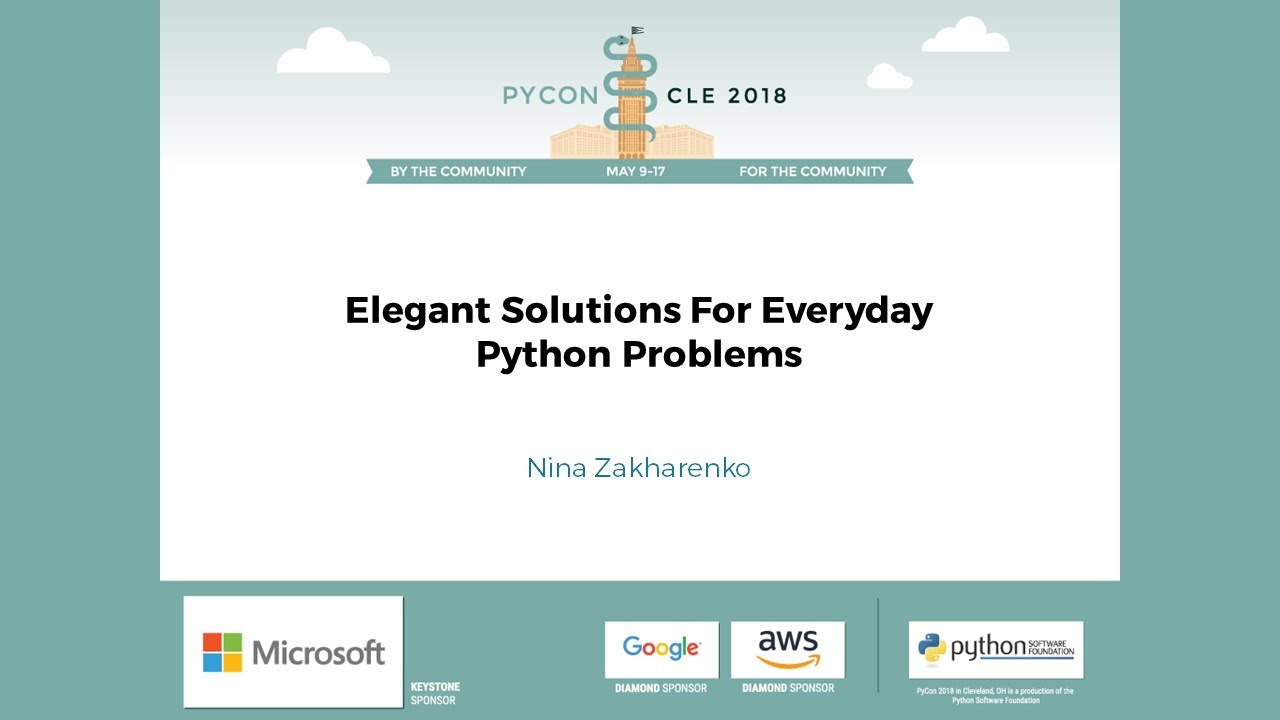 PYCON CLE 2018
BY THE COMMUNITY MAY 9-17 FOR THE COMMUNITY
Elegant Solutions For Everyday
Python Problems
Nina Zakharenko
Microsoft
KEYSTONE
SPONSOR
Google
DIAMOND SPONSOR
aws
DIAMOND SPONSOR
python SOFTWARE
FOUNDATION
PyCon 2018 in Cleveland, OH is a production of the
Python Software Foundation